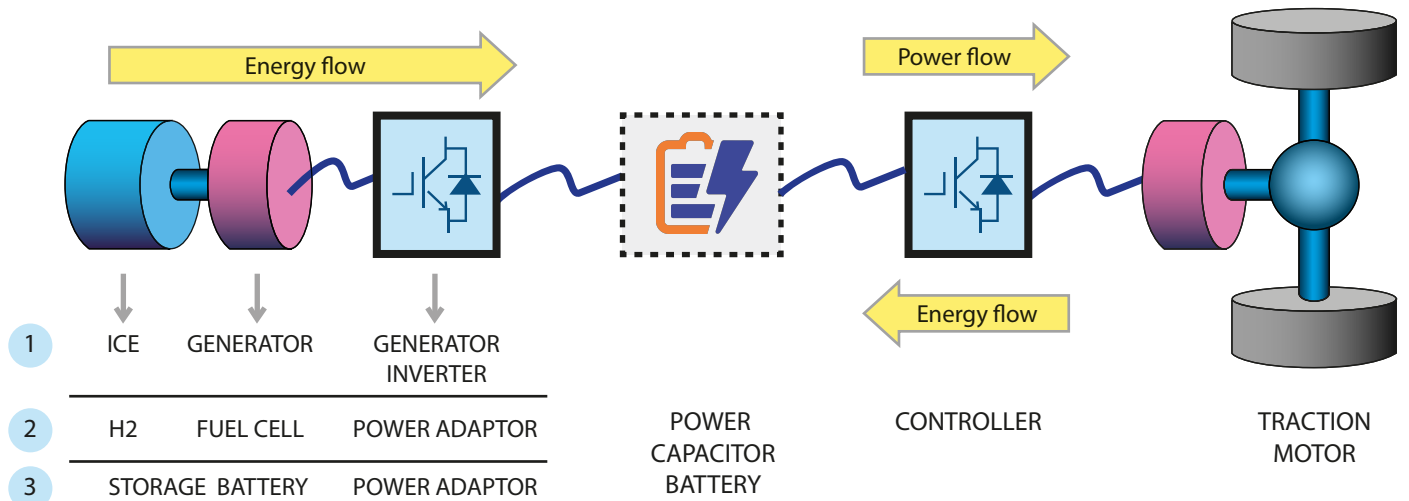 Energy flow
Power flow
Energy flow
1 ICE GENERATOR GENERATOR
INVERTER
2 H2 FUEL CELL POWER ADAPTOR
3 STORAGE BATTERY POWER ADAPTOR
POWER
CAPACITOR
BATTERY
CONTROLLER
TRACTION
MOTOR